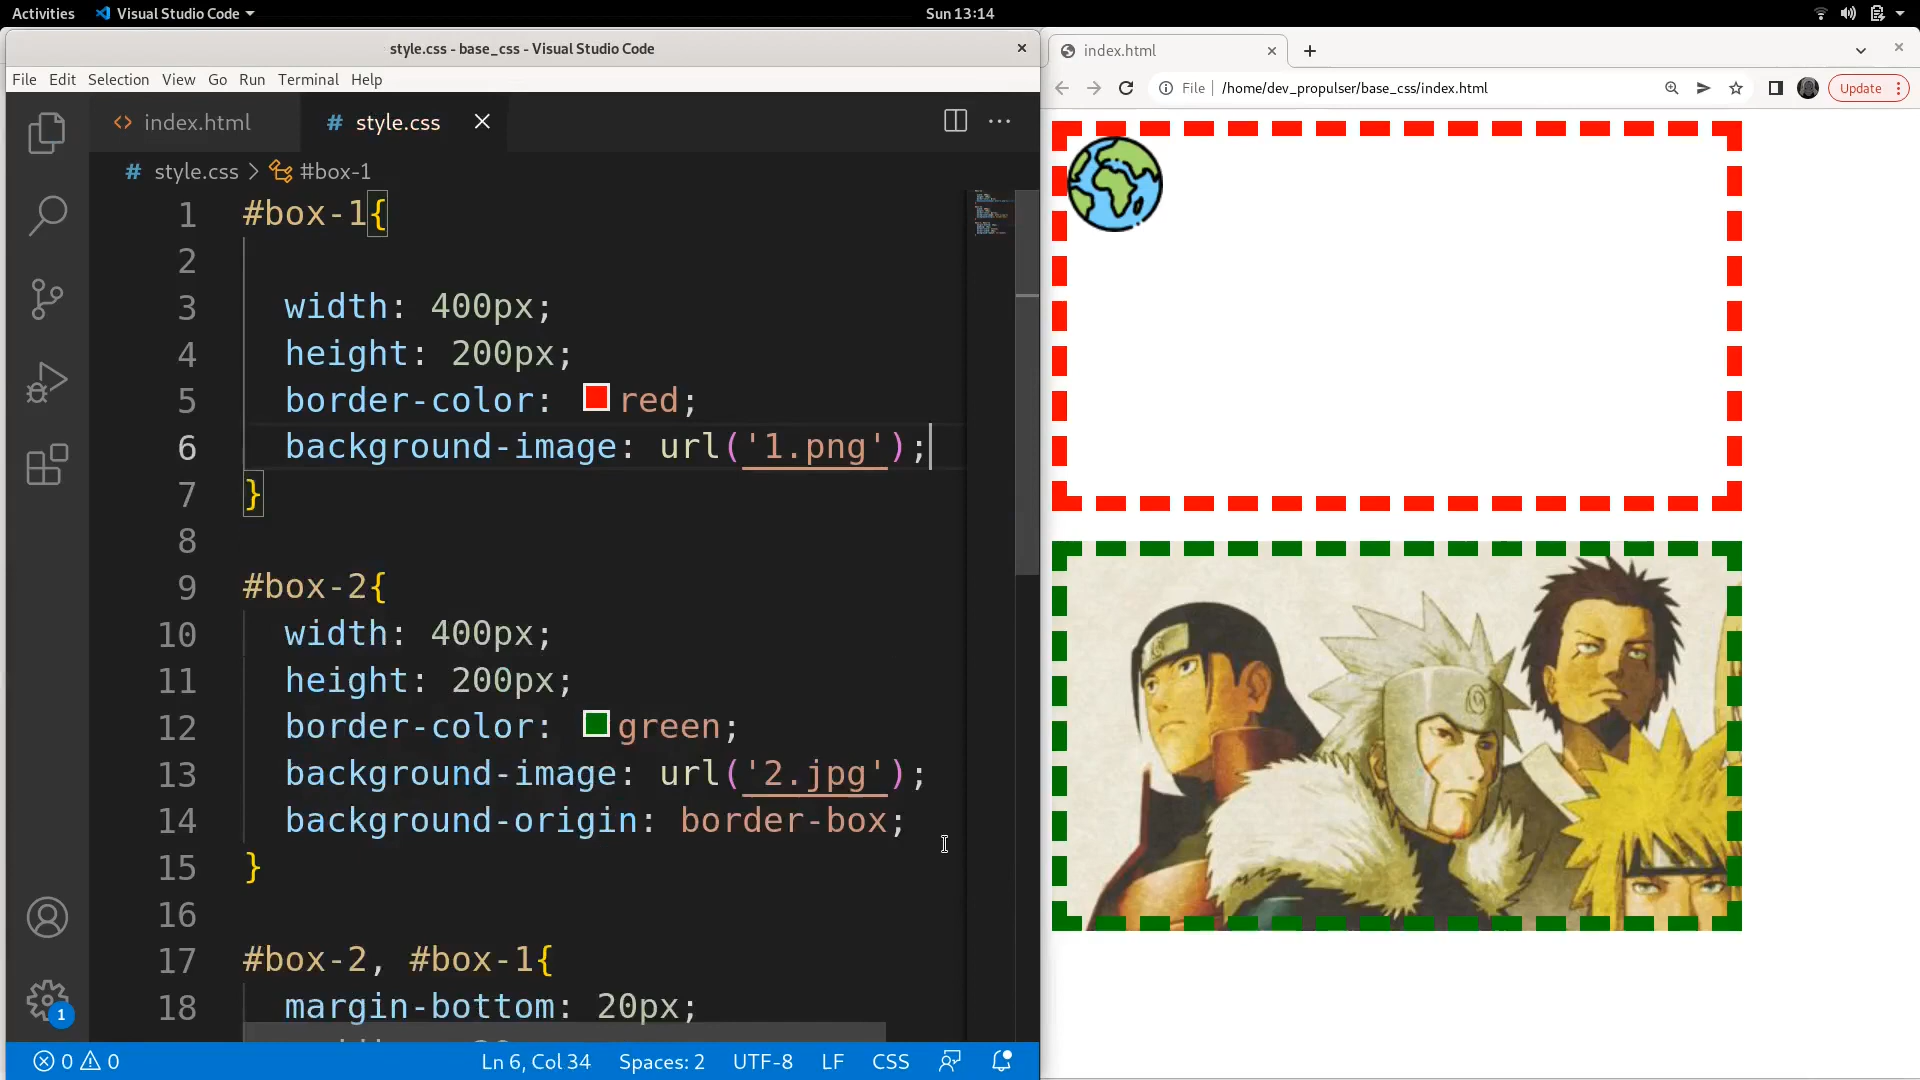 Activities Visual Studio Code Sun 13:14
style.css - base_css - Visual Studio Code
File Edit Selection View Go Run Terminal Help
index.html style.css
style.css > #box-1
1 #box-1{
2
3 width: 400px;
4 height: 200px;
5 border-color: red;
6 background-image: url('1.png');
7 }
8
9 #box-2{
10 width: 400px;
11 height: 200px;
12 border-color: green;
13 background-image: url('2.jpg');
14 background-origin: border-box;
15 }
16
17 #box-2, #box-1{
18 margin-bottom: 20px;
1
0 0 Ln 6, Col 34 Spaces: 2 UTF-8 LF CSS
index.html
File /home/dev_propulser/base_css/index.html Update